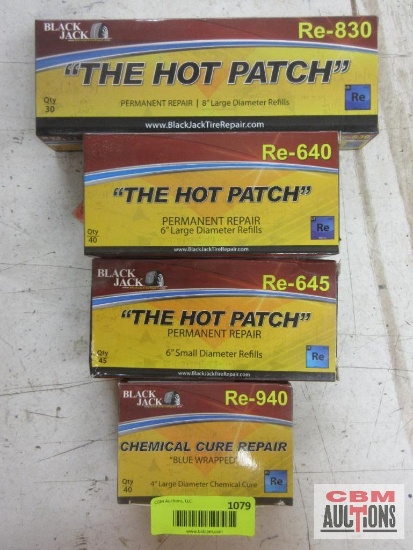 BLACK JACK
Re-830
"THE HOT PATCH"
Qty 30
PERMANENT REPAIR | 8" Large Diameter Refills
Re
www.BlackJackTireRepair.com
Re-640
"THE HOT PATCH"
PERMANENT REPAIR
Qty 40
6" Large Diameter Refills
Re
www.BlackJackTireRepair.com
BLACK JACK
Re-645
"THE HOT PATCH"
PERMANENT REPAIR
Qty 45
6" Small Diameter Refills
Re
www.BlackJackTireRepair.com
BLACK JACK
Re-940
CHEMICAL CURE REPAIR
"BLUE WRAPPED"
Qty 40
4" Large Diameter Chemical Cure
Re
CBM Auctions, LLC
1079
CBM AUCTIONS